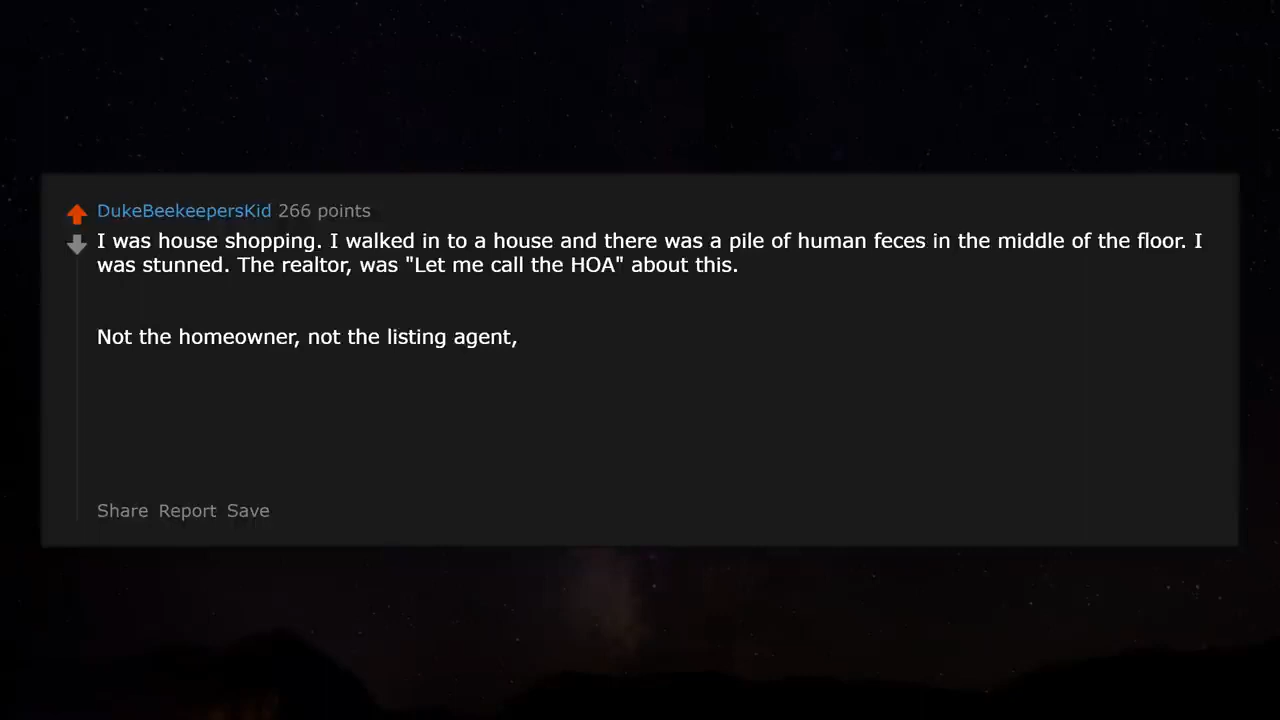 DukeBeekeepersKid 266 points
I was house shopping. I walked in to a house and there was a pile of human feces in the middle of the floor. I
was stunned. The realtor, was "Let me call the HOA" about this.
Not the homeowner, not the listing agent,
Share Report Save